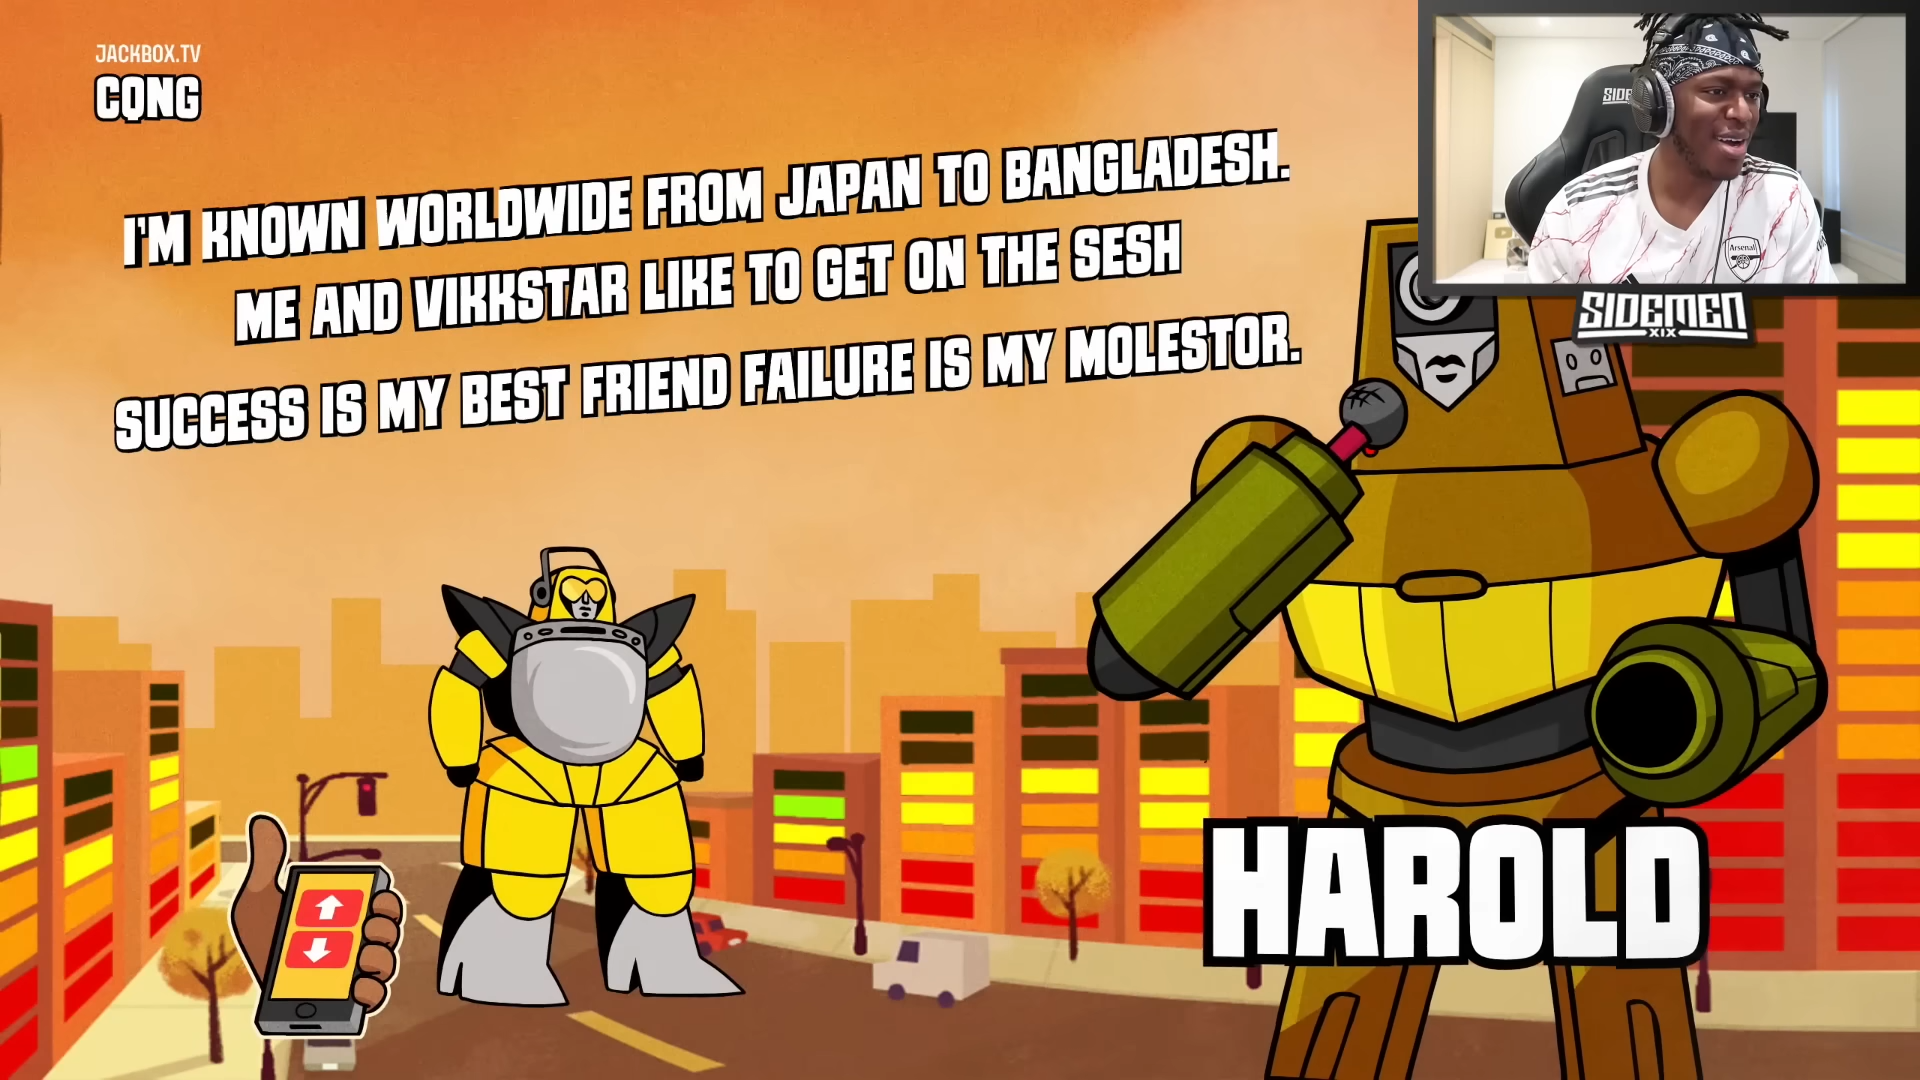 JACKBOX.TV
CQNG
I'M KNOWN WORLDWIDE FROM JAPAN TO BANGLADESH.
ME AND VIKKSTAR LIKE TO GET ON THE SESH
SUCCESS IS MY BEST FRIEND FAILURE IS MY MOLESTOR.
SIDEMEN
XIX
Arsenal
HAROLD